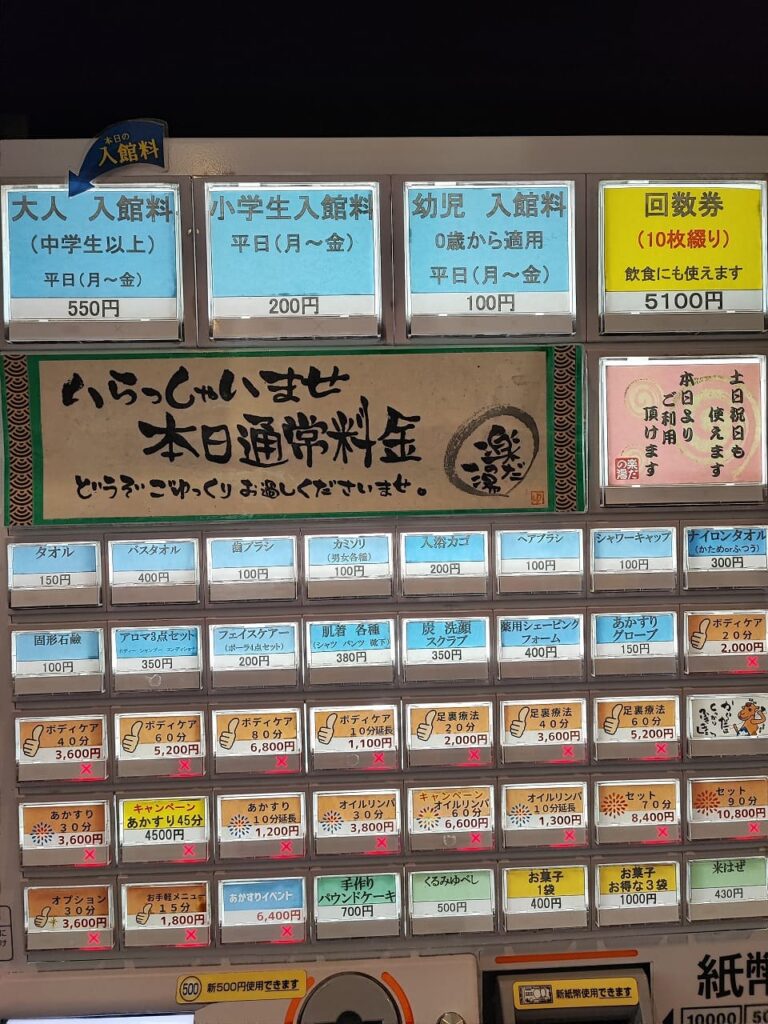 本日の
入館料
大人 入館料
(中学生以上)
平日(月～金)
550円
小学生入館料
平日(月～金)
200円
幼児 入館料
0歳から適用
平日(月～金)
100円
回数券
(10枚綴り)
飲食にも使えます
5100円
いらっしゃいませ
本日通常料金
どうぞごゆっくりお過しくださいませ。
楽だ
の湯
土日祝日も
使えます
本日より
ご利用
頂けます
楽だ
の湯
タオル
150円
バスタオル
400円
歯ブラシ
100円
カミソリ
(男女各種)
100円
入浴カゴ
200円
ヘアブラシ
100円
シャワーキャップ
100円
ナイロンタオル
(かためorふつう)
300円
固形石鹸
100円
アロマ3点セット
ボディー シャンプー コンディショナー
350円
フェイスケアー
(ポーラ4点セット)
200円
肌着 各種
(シャツ パンツ 靴下)
380円
炭 洗顔
スクラブ
350円
薬用シェービング
フォーム
400円
あかすり
グローブ
150円
ボディケア
20分
2,000円
ボディケア
40分
3,600円
ボディケア
60分
5,200円
ボディケア
80分
6,800円
ボディケア
10分延長
1,100円
足裏療法
20分
2,000円
足裏療法
40分
3,600円
足裏療法
60分
5,200円
あかすり
30分
3,600円
キャンペーン
あかすり45分
4500円
あかすり
10分延長
1,200円
オイルリンパ
30分
3,800円
キャンペーン
オイルリンパ
60分
6,600円
オイルリンパ
10分延長
1,300円
セット
70分
8,400円
セット
90分
10,800円
オプション
30分
3,600円
お手軽メニュー
15分
1,800円
あかすりイベント
6,400円
手作り
パウンドケーキ
700円
くるみゆべし
500円
お菓子
1袋
400円
お菓子
お得な3袋
1000円
米はぜ
430円
500 新500円使用できます
新紙幣使用できます
紙幣
10000